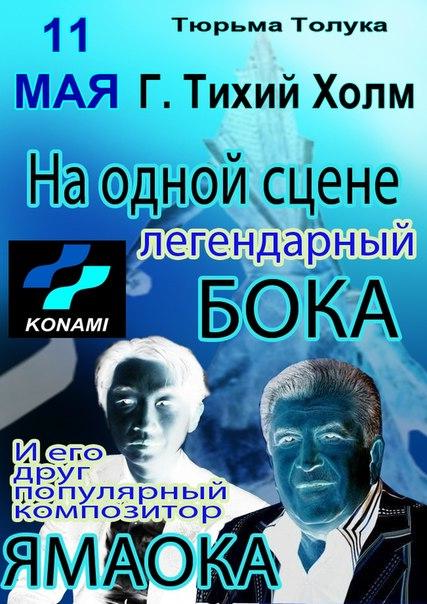 11
Тюрьма Толука
МАЯ Г. Тихий Холм
На одной сцене
легендарный
БОКА
KONAMI
И его
друг
популярный
композитор
ЯМАОКА